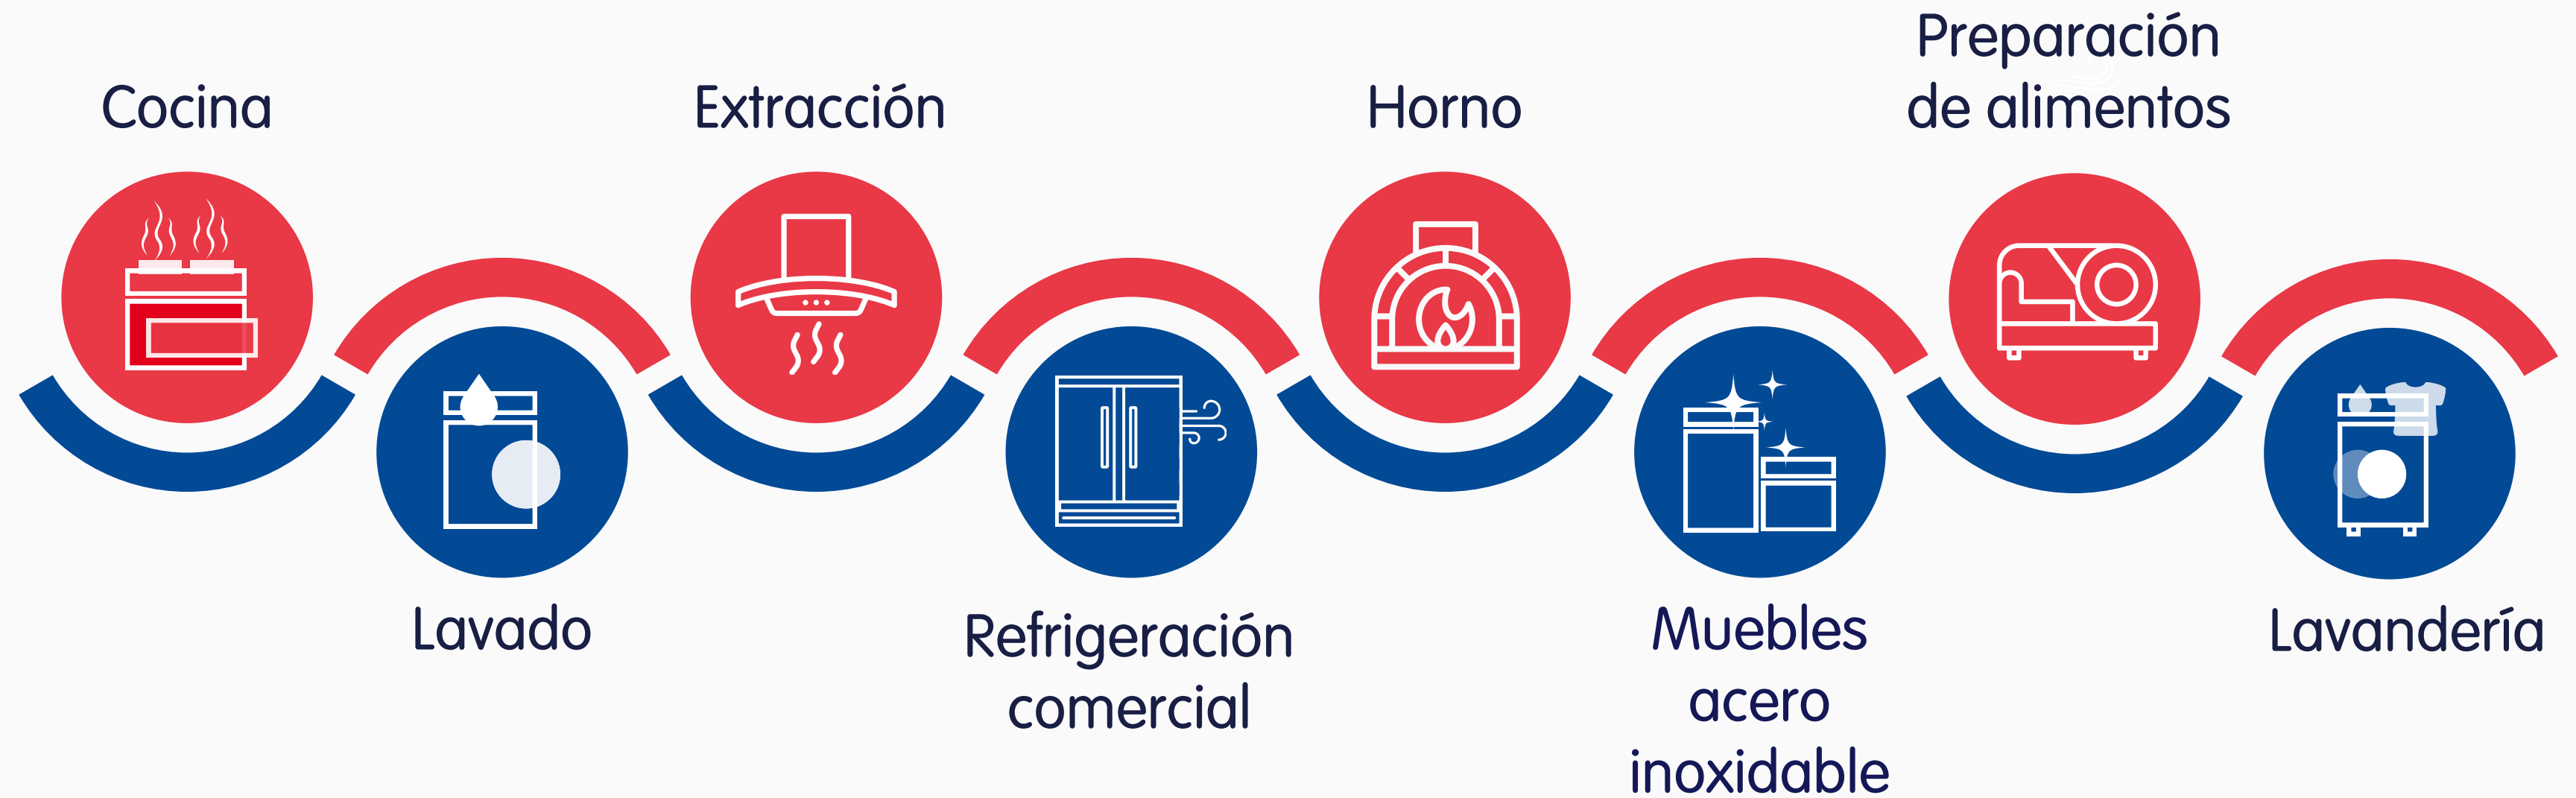 Cocina
Lavado
Extracción
Refrigeración
comercial
Horno
Muebles
acero
inoxidable
Preparación
de alimentos
Lavandería